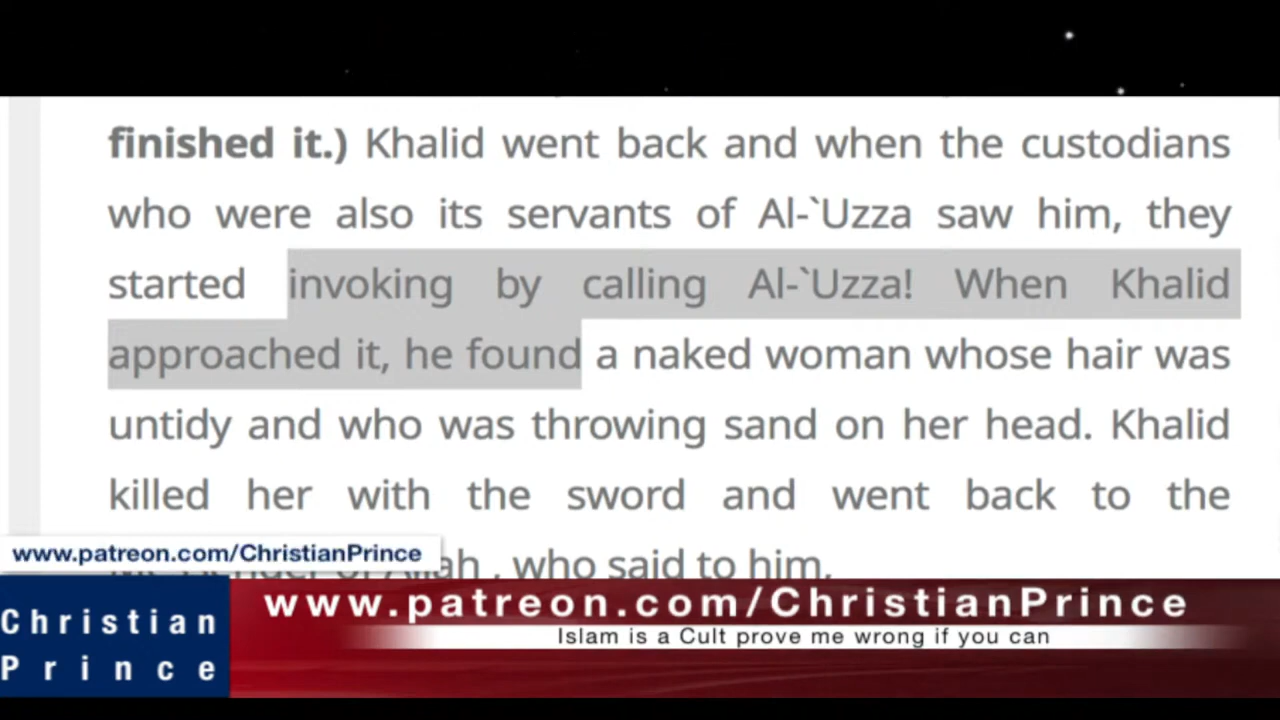 finished it.) Khalid went back and when the custodians
who were also its servants of Al-`Uzza saw him, they
started invoking by calling Al-`Uzza! When Khalid
approached it, he found a naked woman whose hair was
untidy and who was throwing sand on her head. Khalid
killed her with the sword and went back to the
of Allah , who said to him,
www.patreon.com/ChristianPrince
www.patreon.com/ChristianPrince
Islam is a Cult prove me wrong if you can
Christian
Prince